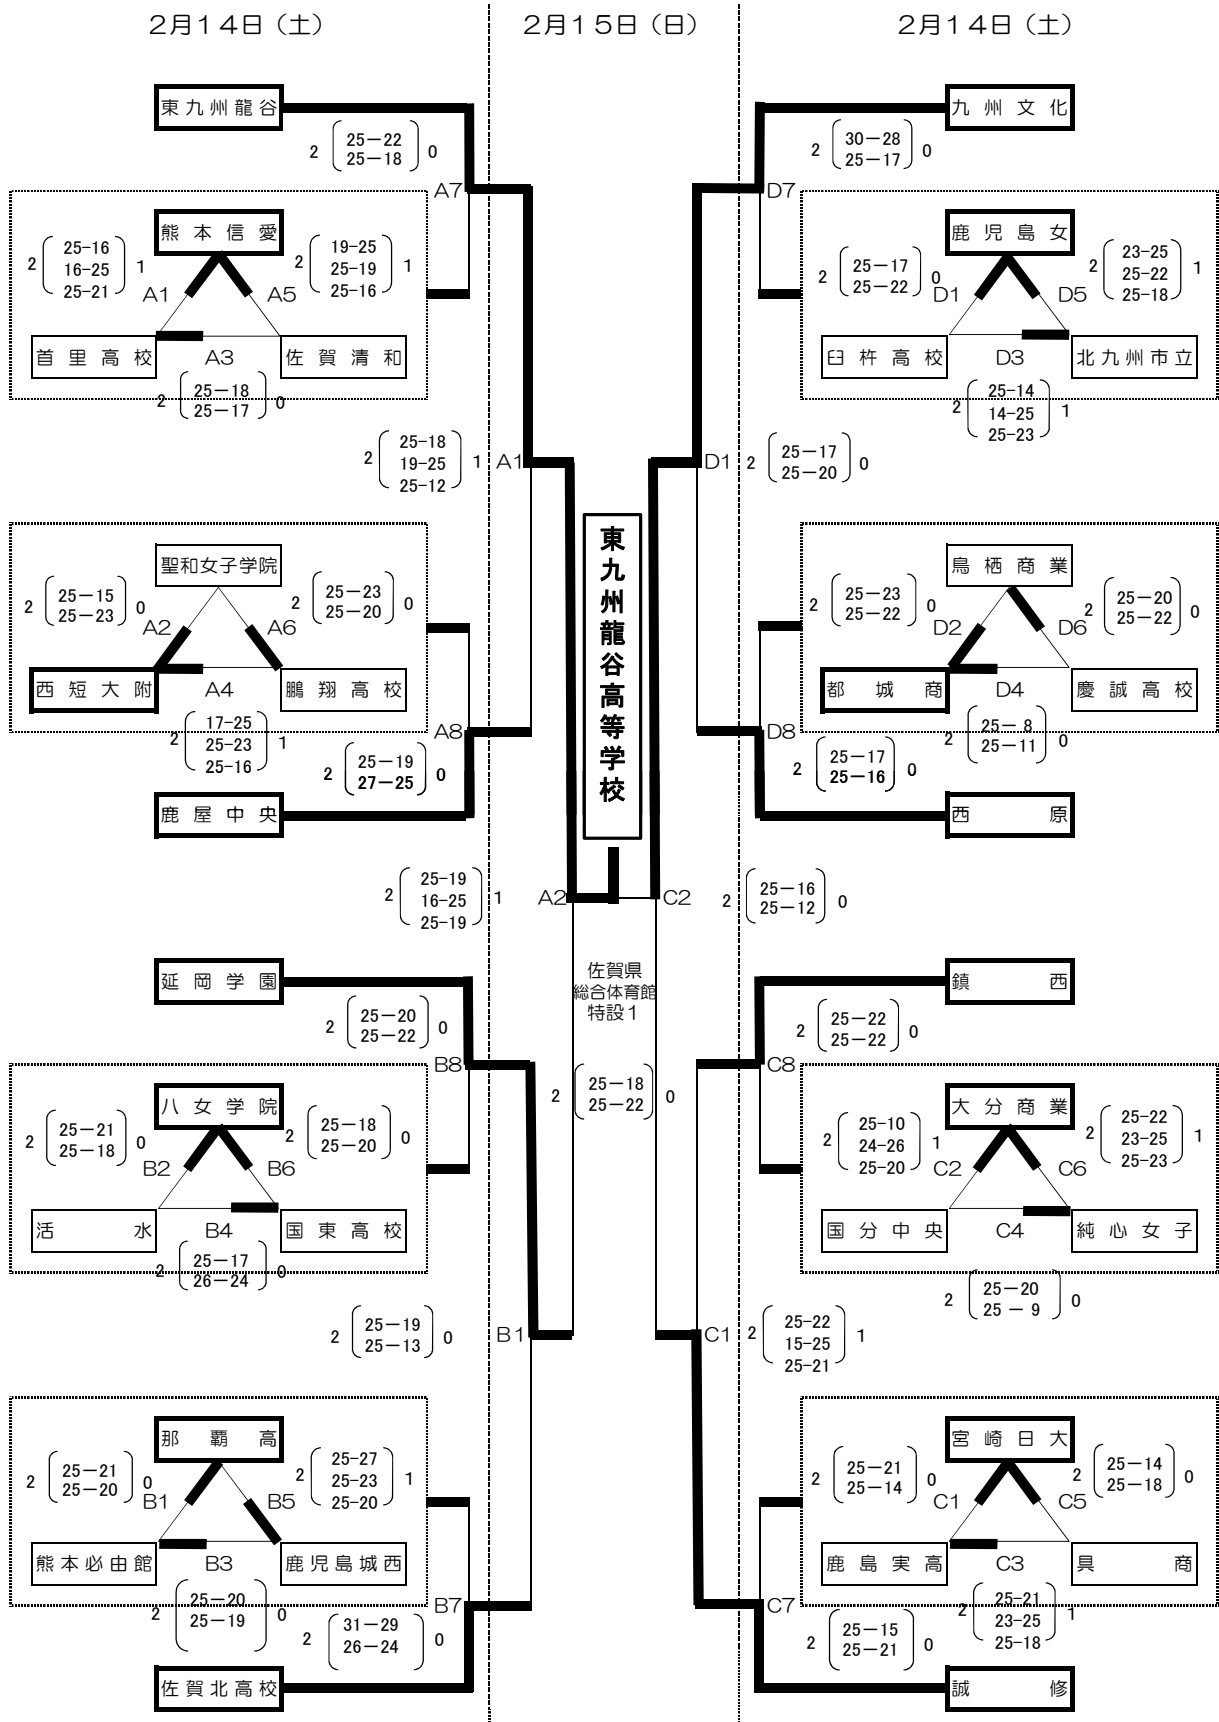 2月14日（土）
2月15日（日）
2月14日（土）
東九州龍谷
九州文化
2 25－22 0
25－18
2 30－28 0
25－17
A7
D7
熊本信愛
2 25-16 1
16-25
25-21
2 19-25 1
25-19
25-16
A1
A5
首里高校
A3
佐賀清和
2 25－18 0
25－17
鹿児島女
2 25－17 0
25－22
2 23-25 1
25-22
25-18
D1
D5
臼杵高校
D3
北九州市立
2 25-14 1
14-25
25-23
2 25-18 1
19-25
25-12
A1
D1
2 25－17 0
25－20
聖和女子学院
2 25－15 0
25－23
2 25－23 0
25－20
A2
A6
西短大附
A4
鵬翔高校
2 17-25 1
25-23
25-16
A8
2 25－19 0
27－25
鹿屋中央
鳥栖商業
2 25－23 0
25－22
2 25－20 0
25－22
D2
D6
都城商
D4
慶誠高校
2 25－8 0
25－11
D8
2 25－17 0
25－16
西原
東九州龍谷高等学校
2 25-19 1
16-25
25-19
A2
C2
2 25－16 0
25－12
佐賀県
総合体育館
特設1
2 25－18 0
25－22
延岡学園
2 25－20 0
25－22
B8
鎮西
2 25－22 0
25－22
C8
八女学院
2 25－21 0
25－18
2 25－18 0
25－20
B2
B6
活水
B4
国東高校
2 25－17 0
26－24
大分商業
2 25-10 1
24-26
25-20
2 25-22 1
23-25
25-23
C2
C6
国分中央
C4
純心女子
2 25－20 0
25－9
2 25－19 0
25－13
B1
C1
2 25-22 1
15-25
25-21
那覇高
2 25－21 0
25－20
2 25-27 1
25-23
25-20
B1
B5
熊本必由館
B3
鹿児島城西
2 25－20 0
25－19
B7
2 31－29 0
26－24
佐賀北高校
宮崎日大
2 25－21 0
25－14
2 25－14 0
25－18
C1
C5
鹿島実高
C3
具商
2 25-21 1
23-25
25-18
C7
2 25－15 0
25－21
誠修